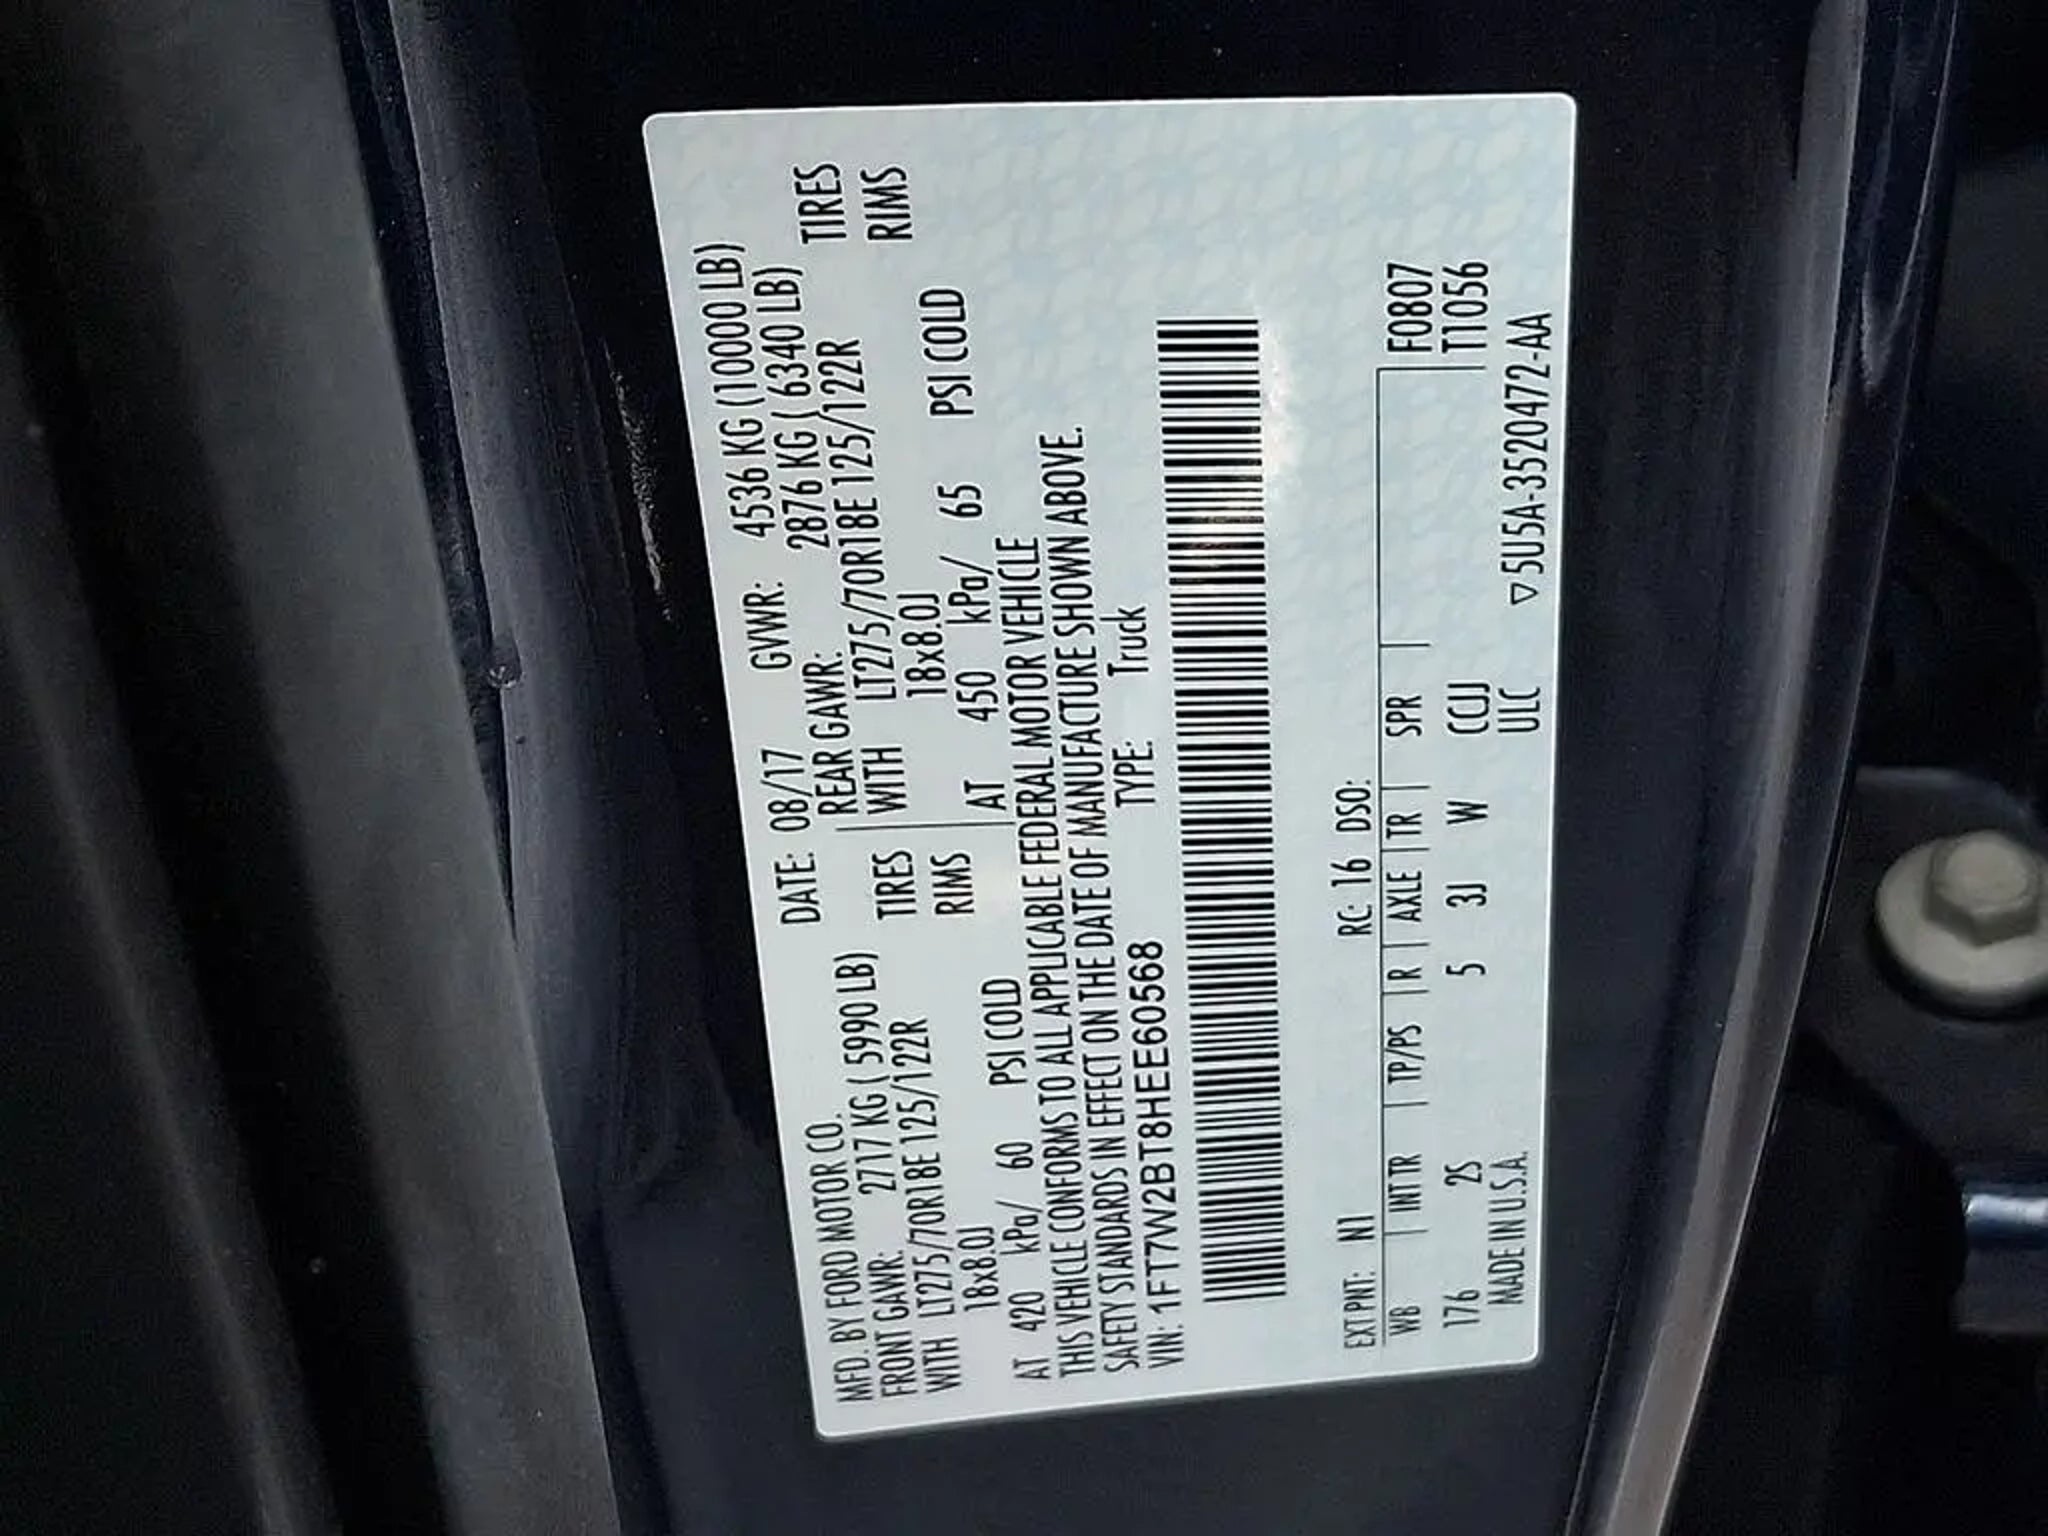 MFD. BY FORD MOTOR CO. DATE: 08/17 GVWR: 4536 KG (10000 LB)
FRONT GAWR: 2717 KG ( 5990 LB) REAR GAWR: 2876 KG ( 6340 LB)
WITH LT275/70R18E 125/122R TIRES WITH LT275/70R18E 125/122R TIRES
18x8.0J RIMS 18x8.0J RIMS
AT 420 kPa/ 60 PSI COLD AT 450 kPa/ 65 PSI COLD
THIS VEHICLE CONFORMS TO ALL APPLICABLE FEDERAL MOTOR VEHICLE
SAFETY STANDARDS IN EFFECT ON THE DATE OF MANUFACTURE SHOWN ABOVE.
VIN: 1FT7W2BT8HEE60568 TYPE: Truck
EXT PNT: N1 RC: 16 DSO:
WB | INT TR | TP/PS | R | AXLE | TR | SPR | F0807
176 2S 5 3J W CCJJ T1056
MADE IN U.S.A. ULC ▽5U5A-3520472-AA